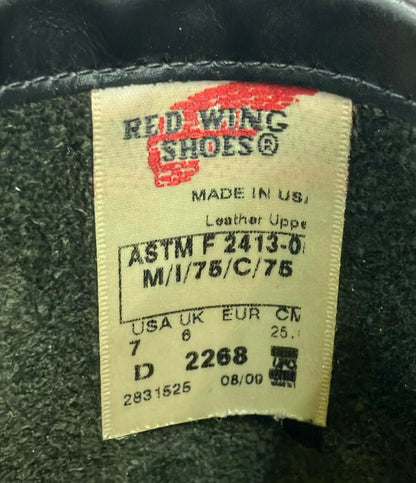 RED WING
SHOES®
MADE IN USA
Leather Uppe
ASTM F 2413-0
M/I/75/C/75
USA UK EUR CM
7 6 25.
D 2268
2831525 08/09